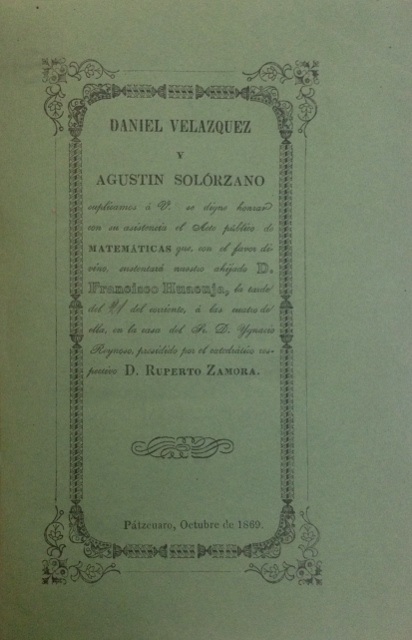 DANIEL VELAZQUEZ
Y
AGUSTIN SOLÓRZANO
suplicamos á V. se digne honrar
con su asistencia el Acto público de
MATEMÁTICAS que, con el favor di-
vino, sustentará nuestro ahijado D.
Francisco Huacuja, la tarde
del del corriente, á las cuatro de
ella, en la casa del R. D. Ygnacio
Reynoso, presidido por el catedrático res-
pectivo D. RUPERTO ZAMORA.
Pátzcuaro, Octubre de 1869.